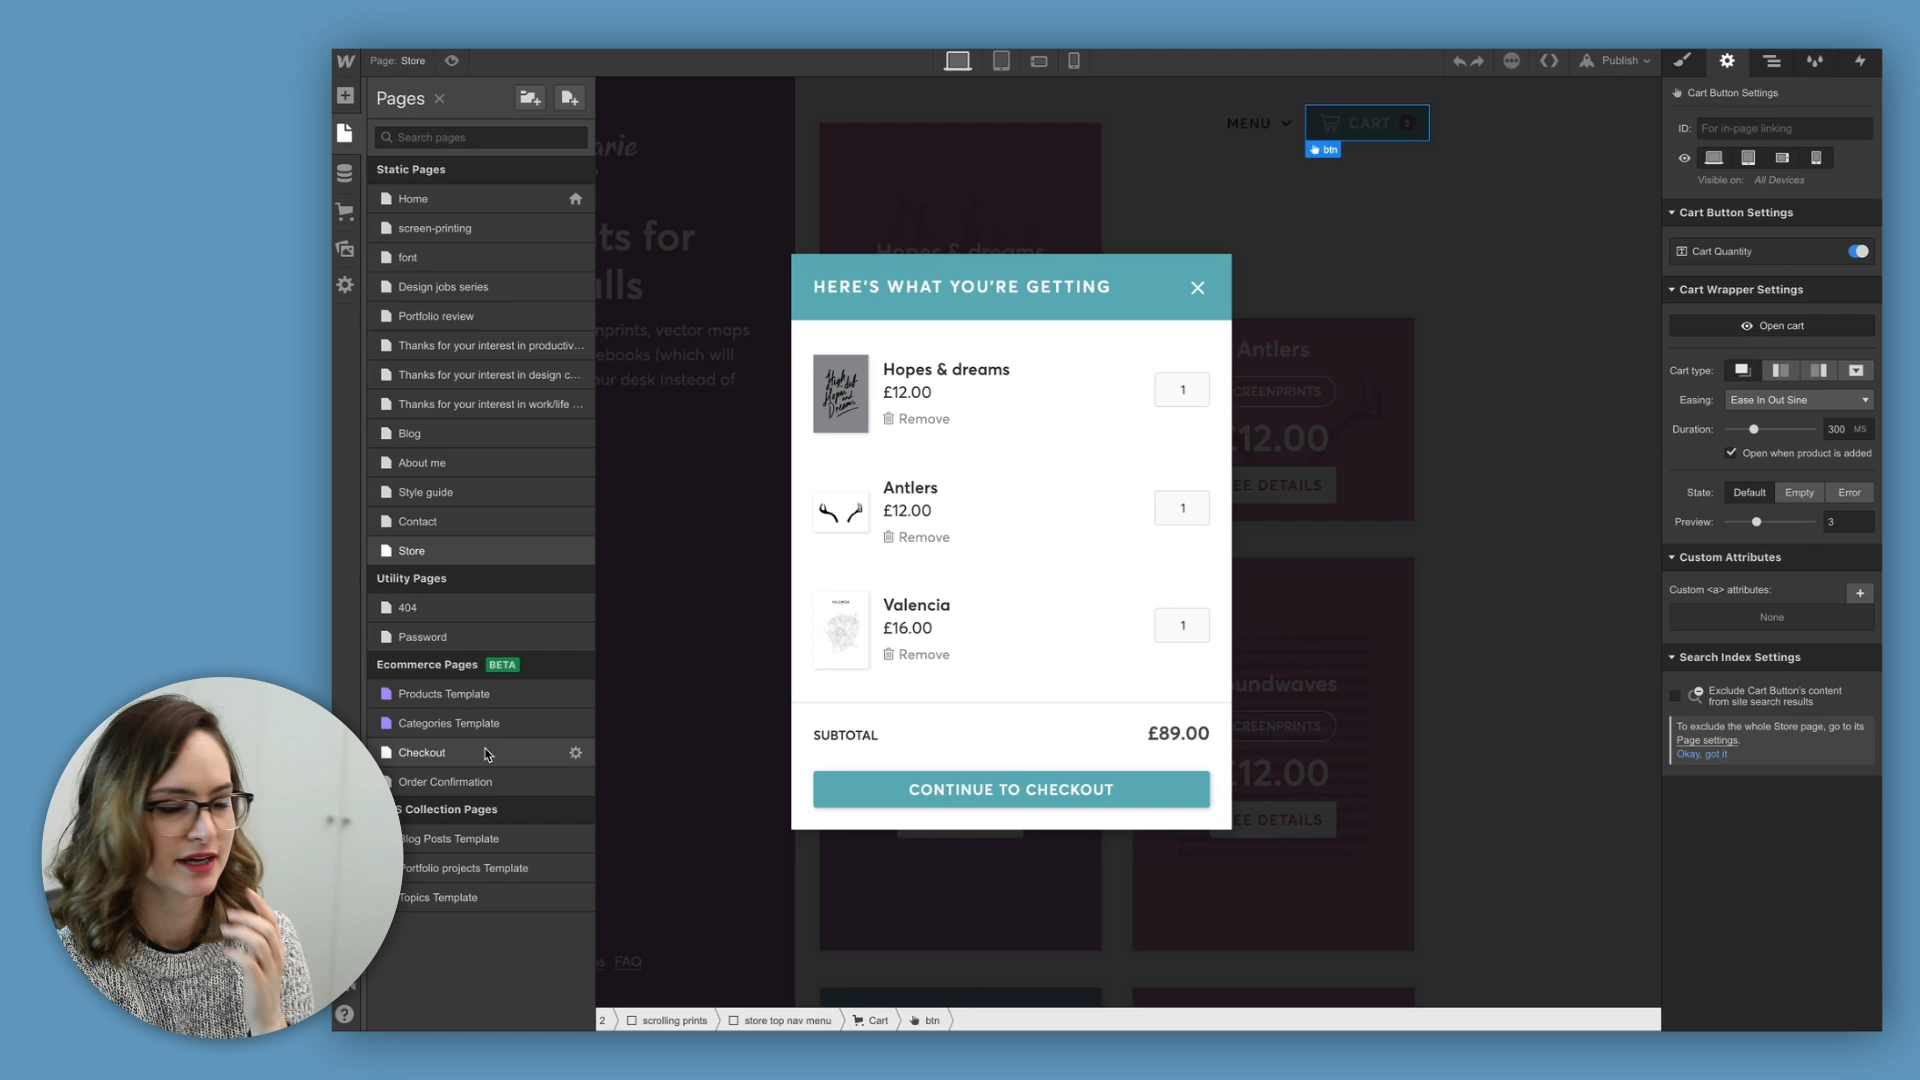 Page: Store
Publish
Pages
Search pages
Static Pages
Home
screen-printing
font
Design jobs series
Portfolio review
Thanks for your interest in productiv...
Thanks for your interest in design c...
Thanks for your interest in work/life ...
Blog
About me
Style guide
Contact
Store
Utility Pages
404
Password
Ecommerce Pages BETA
Products Template
Categories Template
Checkout
Order Confirmation
S Collection Pages
Blog Posts Template
Portfolio projects Template
Topics Template
arie
ts for
lls
nprints, vector maps
ebooks (which will
our desk instead of
FAQ
MENU
CART 3
btn
Hopes & dreams
HERE'S WHAT YOU'RE GETTING
Hopes & dreams
£12.00
Remove
1
Antlers
£12.00
Remove
1
Valencia
£16.00
Remove
1
SUBTOTAL
£89.00
CONTINUE TO CHECKOUT
Antlers
CREENPRINTS
£12.00
EE DETAILS
undwaves
CREENPRINTS
£12.00
EE DETAILS
2
scrolling prints
store top nav menu
Cart
btn
Cart Button Settings
ID: For in-page linking
Visible on: All Devices
Cart Button Settings
Cart Quantity
Cart Wrapper Settings
Open cart
Cart type:
Easing: Ease In Out Sine
Duration: 300 MS
Open when product is added
State: Default Empty Error
Preview: 3
Custom Attributes
Custom <a> attributes:
None
Search Index Settings
Exclude Cart Button's content
from site search results
To exclude the whole Store page, go to its
Page settings.
Okay, got it